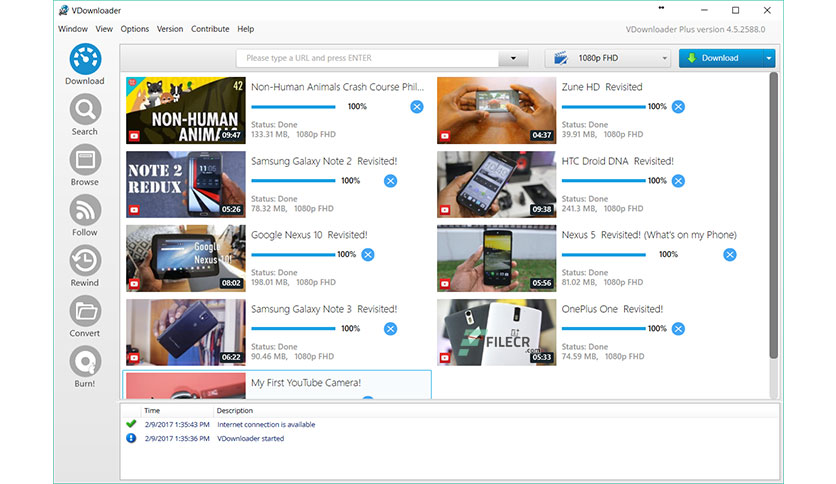 VDownloader
Window View Options Version Contribute Help
VDownloader Plus version 4.5.2588.0
Download
Search
Browse
Follow
Rewind
Convert
Burn!
Please type a URL and press ENTER
1080p FHD
Download
42
NON-HUMAN
ANIMALS
09:47
Non-Human Animals Crash Course Phil...
100%
Status: Done
133.31 MB, 1080p FHD
04:37
Zune HD Revisited
100%
Status: Done
39.91 MB, 1080p FHD
NOTE 2
REDUX
05:26
Samsung Galaxy Note 2 Revisited!
100%
Status: Done
78.32 MB, 1080p FHD
09:38
HTC Droid DNA Revisited!
100%
Status: Done
241.3 MB, 1080p FHD
Google
Nexus 10!
08:02
Google Nexus 10 Revisited!
100%
Status: Done
198.01 MB, 1080p FHD
05:56
Nexus 5 Revisited! (What's on my Phone)
100%
Status: Done
81.02 MB, 1080p FHD
06:22
Samsung Galaxy Note 3 Revisited!
100%
Status: Done
90.46 MB, 1080p FHD
FILECR
.com
05:33
OnePlus One Revisited!
100%
Status: Done
74.59 MB, 1080p FHD
My First YouTube Camera!
Time Description
2/9/2017 1:35:43 PM Internet connection is available
2/9/2017 1:35:36 PM VDownloader started